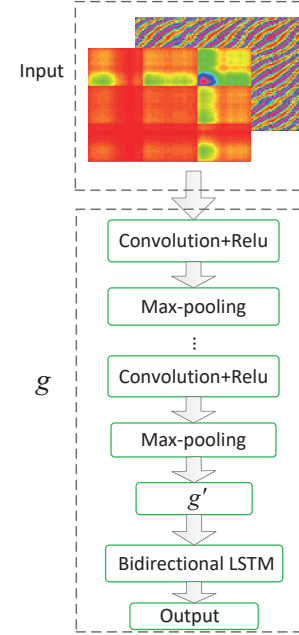 Input
Convolution+Relu
Max-pooling
⋮
Convolution+Relu
g
Max-pooling
g′
Bidirectional LSTM
Output